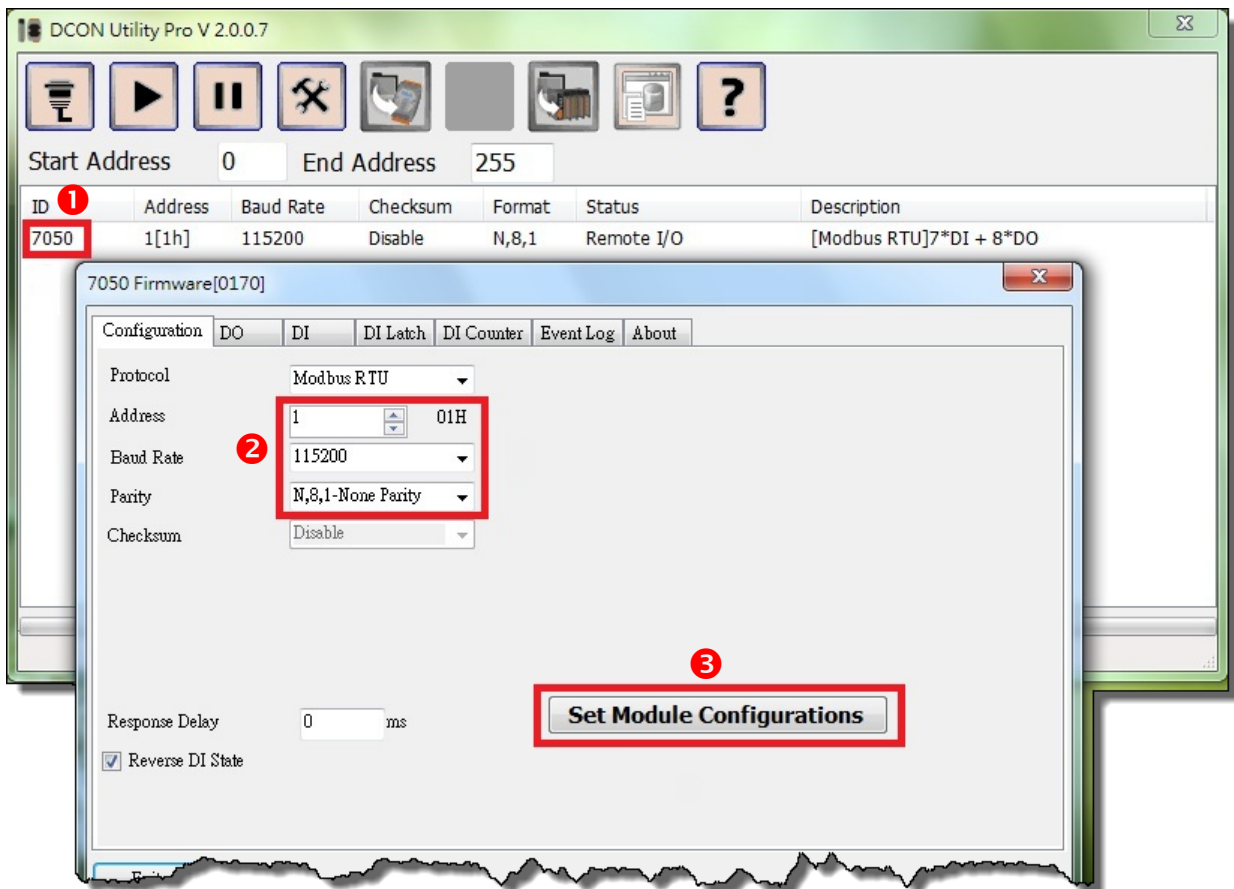 DCON Utility Pro V 2.0.0.7
?
Start Address 0 End Address 255
ID Address Baud Rate Checksum Format Status Description
1
7050 1[1h] 115200 Disable N,8,1 Remote I/O [Modbus RTU]7*DI + 8*DO
7050 Firmware[0170]
Configuration DO DI DI Latch DI Counter Event Log About
Protocol Modbus RTU
Address 1 01H
2
Baud Rate 115200
Parity N,8,1-None Parity
Checksum Disable
3
Set Module Configurations
Response Delay 0 ms
Reverse DI State